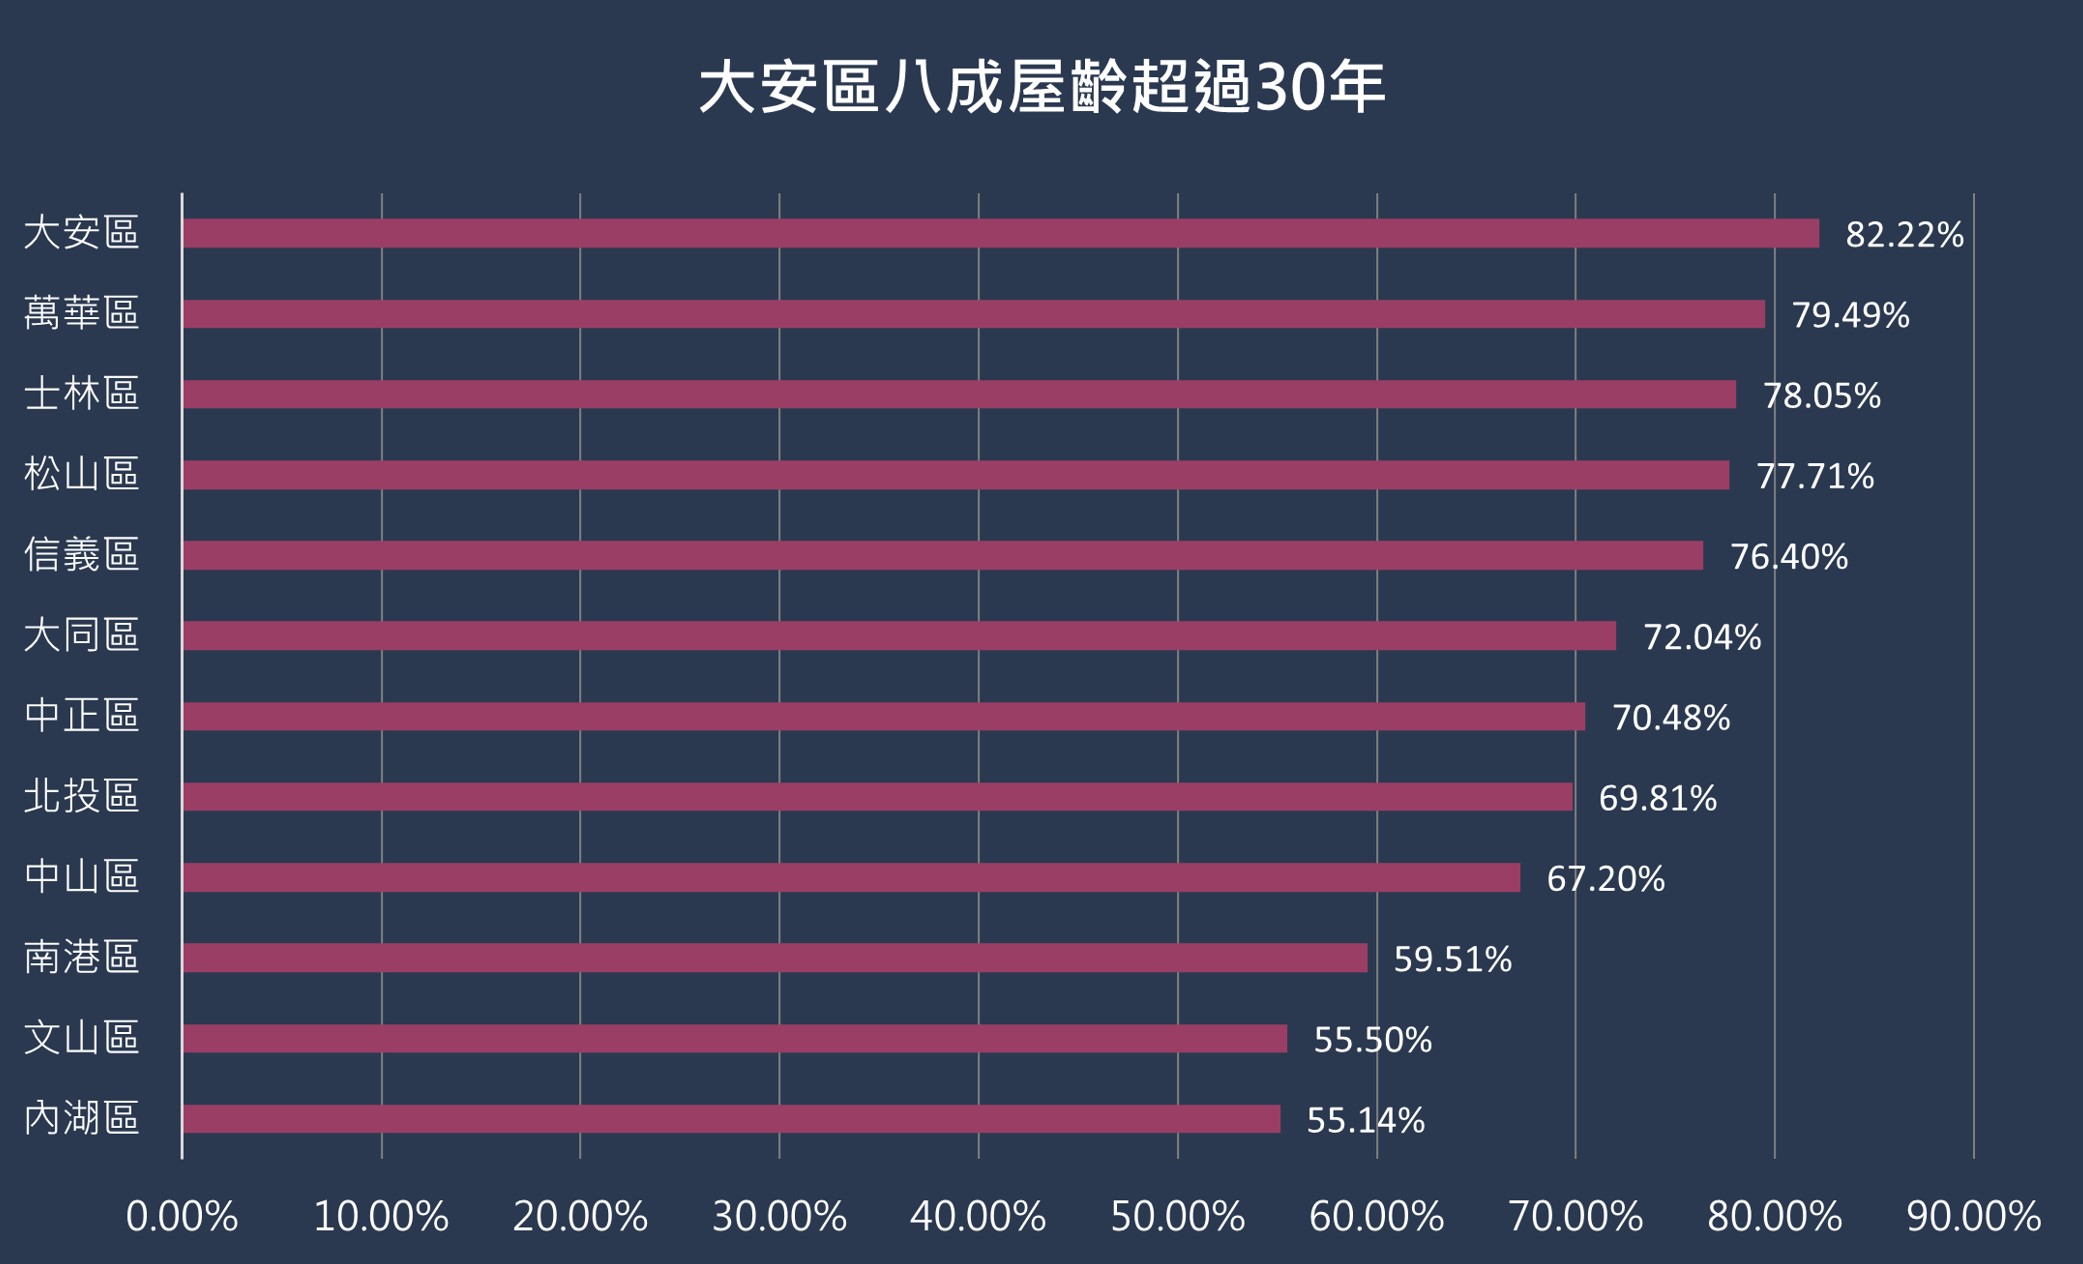 大安區八成屋齡超過30年
大安區 82.22%
萬華區 79.49%
士林區 78.05%
松山區 77.71%
信義區 76.40%
大同區 72.04%
中正區 70.48%
北投區 69.81%
中山區 67.20%
南港區 59.51%
文山區 55.50%
內湖區 55.14%
0.00% 10.00% 20.00% 30.00% 40.00% 50.00% 60.00% 70.00% 80.00% 90.00%